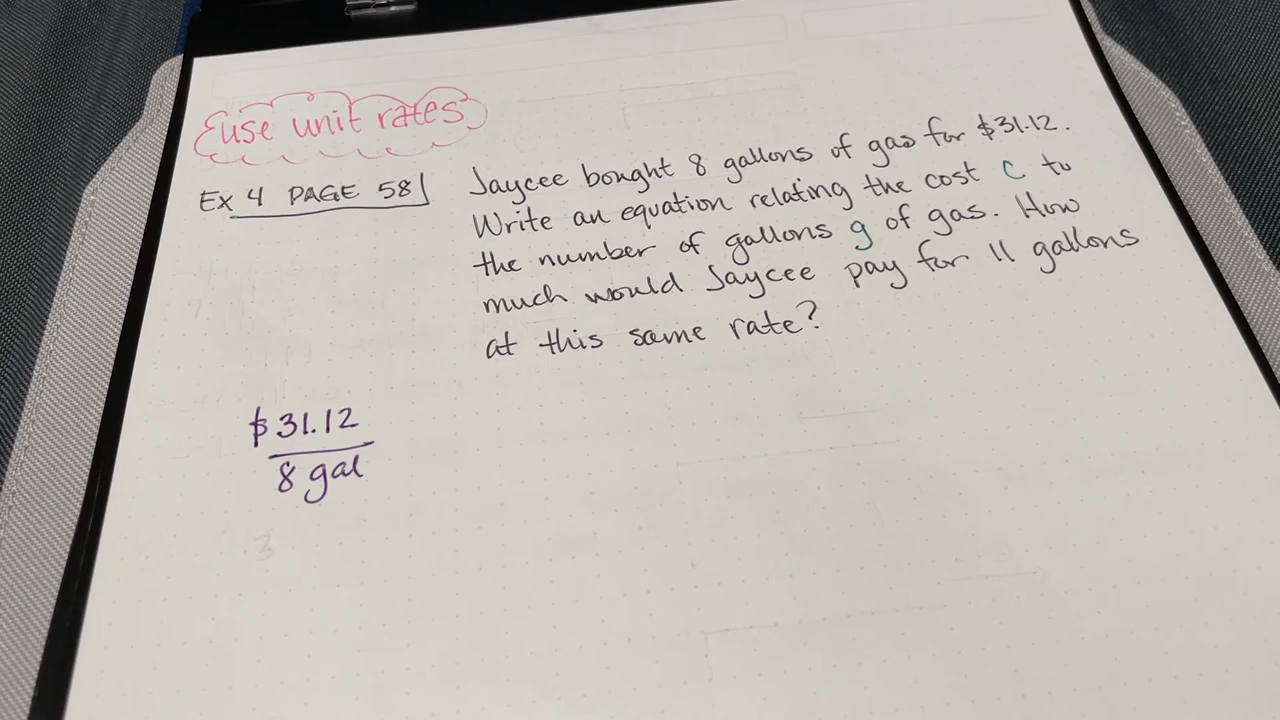 use unit rates
Ex 4 PAGE 58
Jaycee bought 8 gallons of gas for $31.12.
Write an equation relating the cost C to
the number of gallons g of gas. How
much would Jaycee pay for 11 gallons
at this same rate?
$31.12
8 gal
3